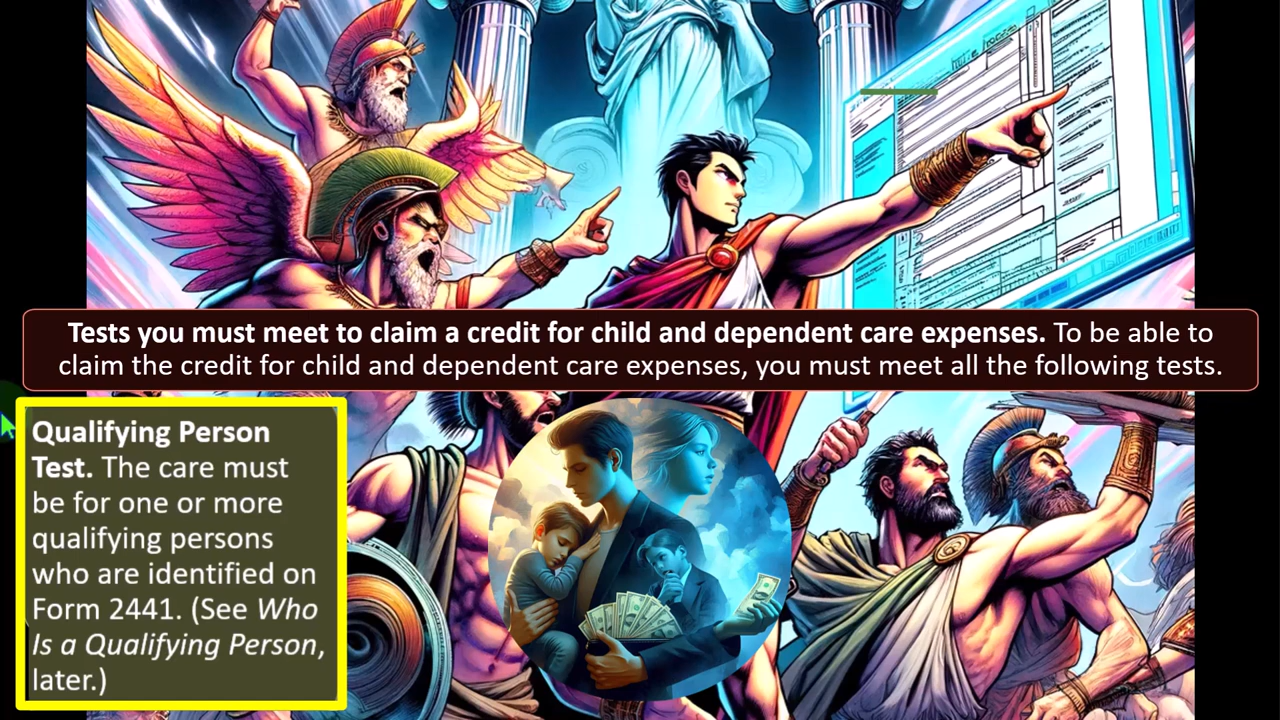 Tests you must meet to claim a credit for child and dependent care expenses. To be able to
claim the credit for child and dependent care expenses, you must meet all the following tests.
Qualifying Person
Test. The care must
be for one or more
qualifying persons
who are identified on
Form 2441. (See Who
Is a Qualifying Person,
later.)